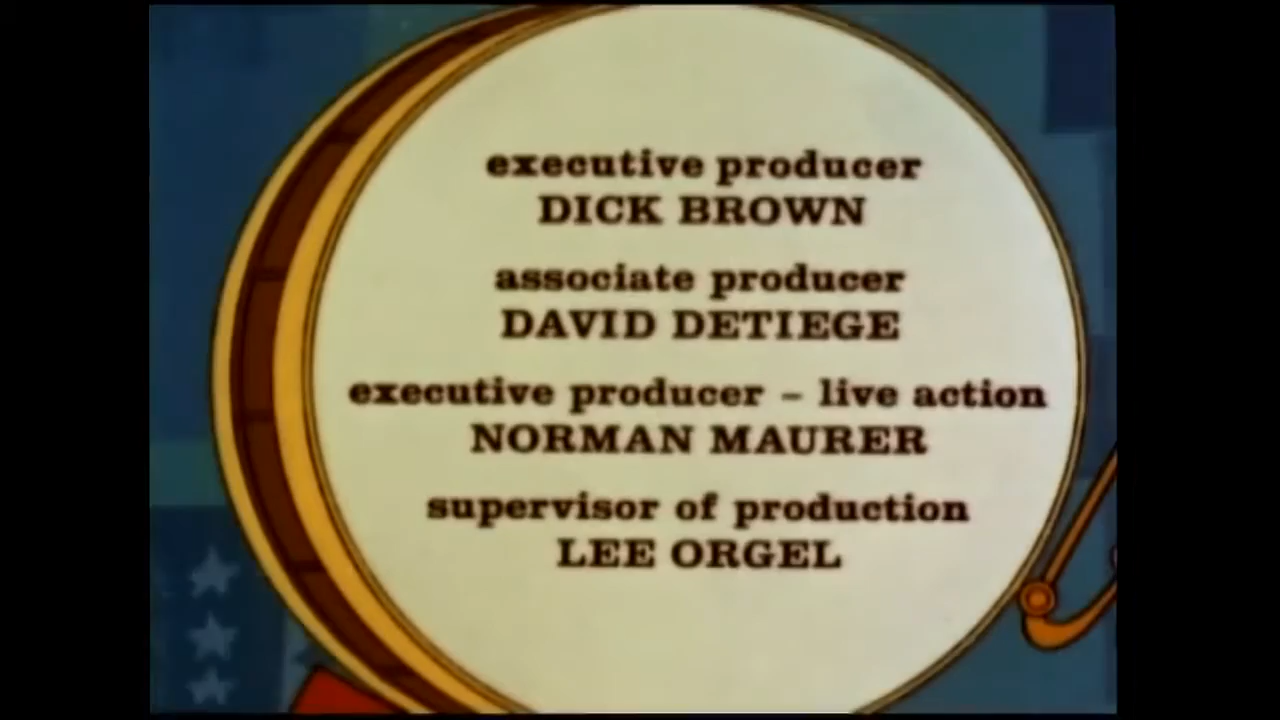 executive producer
DICK BROWN
associate producer
DAVID DETIEGE
executive producer – live action
NORMAN MAURER
supervisor of production
LEE ORGEL